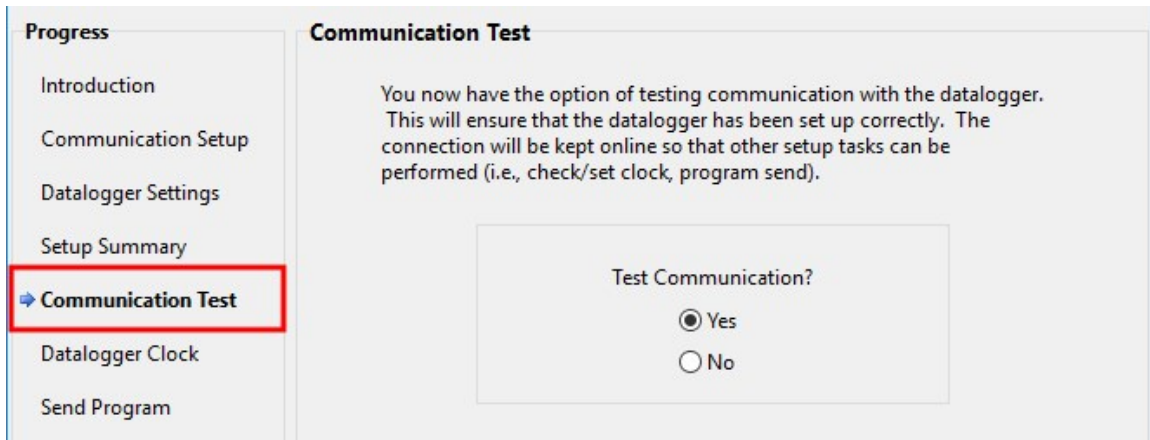 Progress
Introduction
Communication Setup
Datalogger Settings
Setup Summary
Communication Test
Datalogger Clock
Send Program
Communication Test
You now have the option of testing communication with the datalogger.
This will ensure that the datalogger has been set up correctly.  The
connection will be kept online so that other setup tasks can be
performed (i.e., check/set clock, program send).
Test Communication?
Yes
No